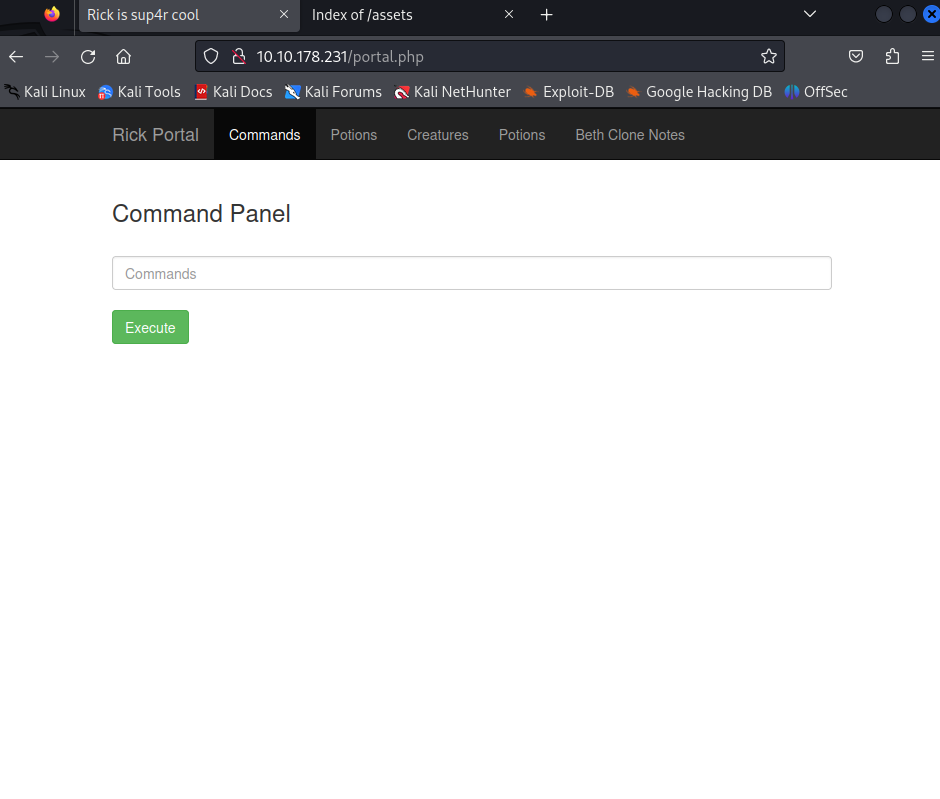 Rick is sup4r cool
Index of /assets
10.10.178.231/portal.php
Kali Linux Kali Tools Kali Docs Kali Forums Kali NetHunter Exploit-DB Google Hacking DB OffSec
Rick Portal Commands Potions Creatures Potions Beth Clone Notes
Command Panel
Commands
Execute